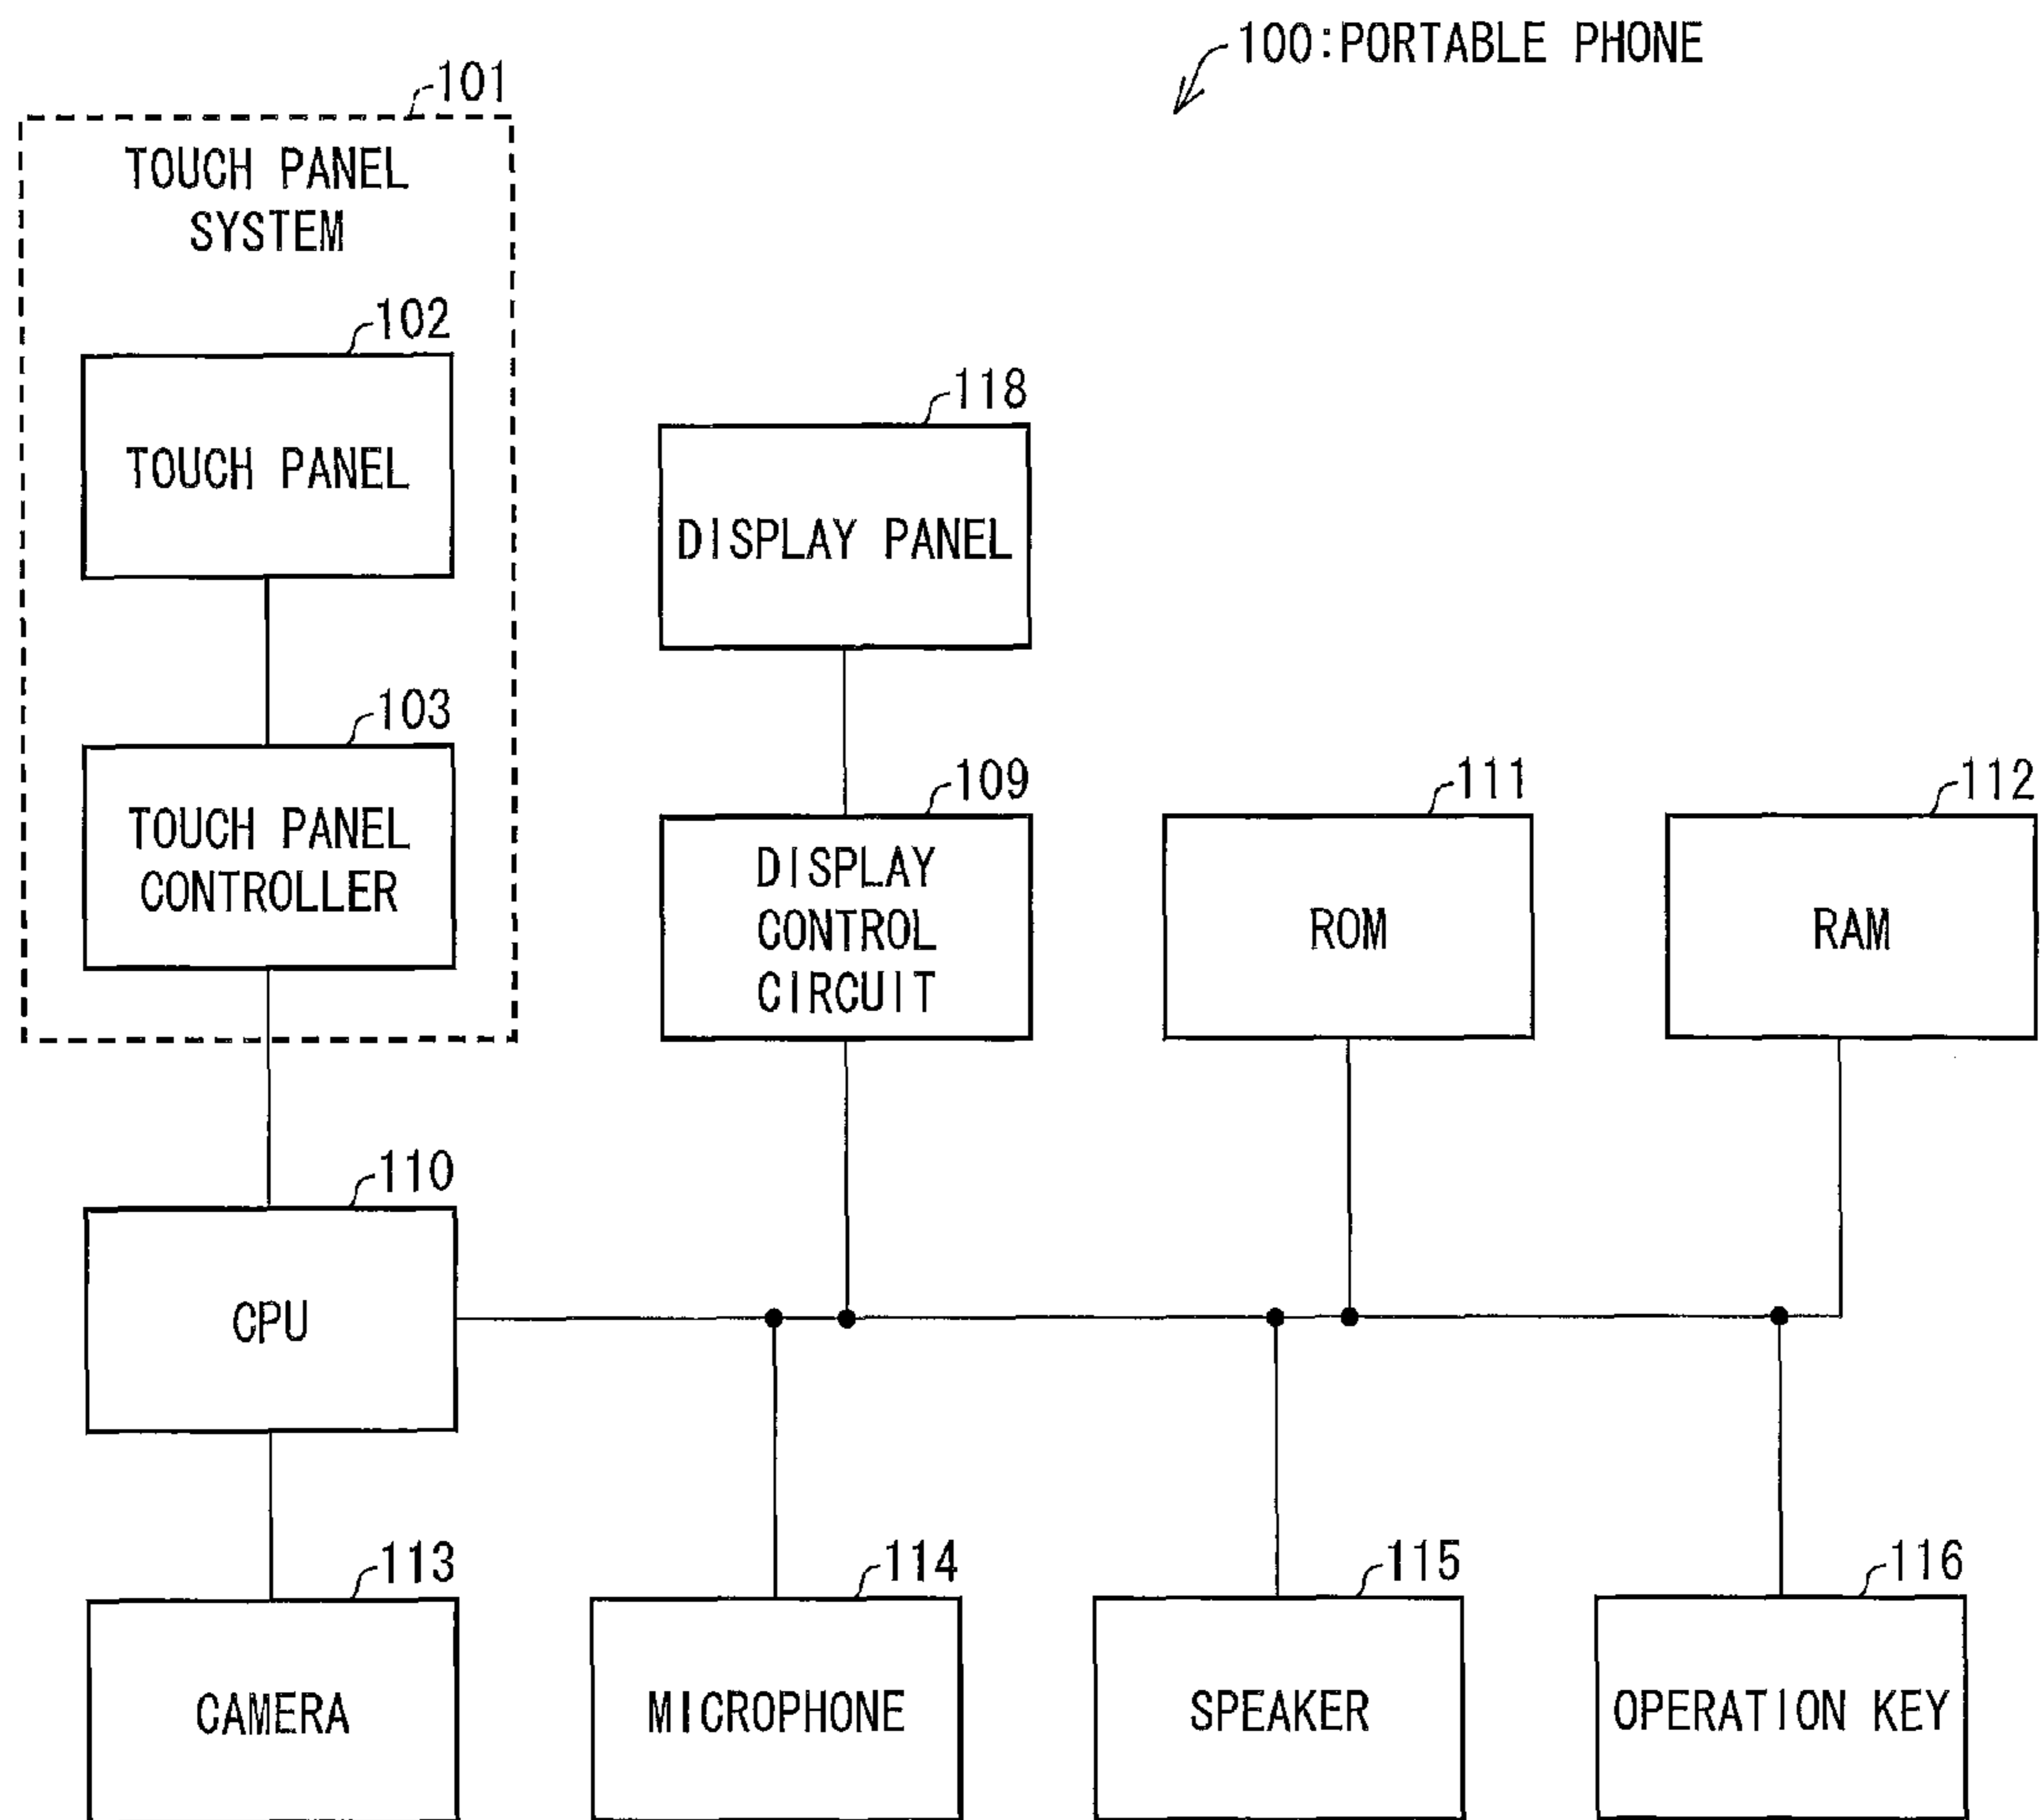 100:PORTABLE PHONE
101
TOUCH PANEL
SYSTEM
102
TOUCH PANEL
118
DISPLAY PANEL
103
TOUCH PANEL
CONTROLLER
109
DISPLAY
CONTROL
CIRCUIT
111
ROM
112
RAM
110
CPU
113
CAMERA
114
MICROPHONE
115
SPEAKER
116
OPERATION KEY